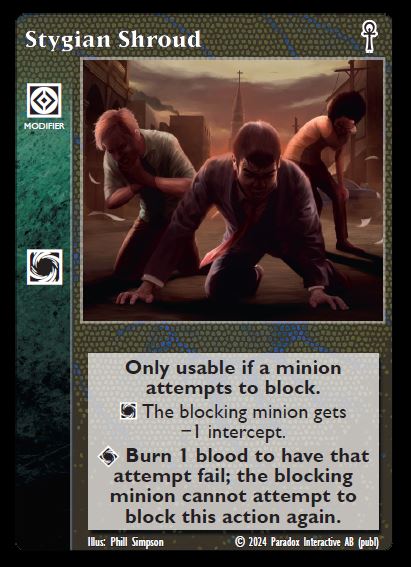 Stygian Shroud
MODIFIER
Only usable if a minion
attempts to block.
The blocking minion gets
−1 intercept.
Burn 1 blood to have that
attempt fail; the blocking
minion cannot attempt to
block this action again.
Illus: Phill Simpson © 2024 Paradox Interactive AB (publ)